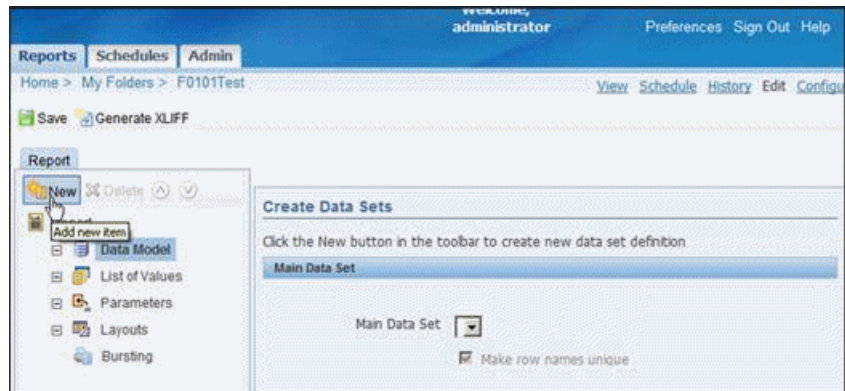 Welcome,
administrator
Preferences Sign Out Help
Reports Schedules Admin
Home > My Folders > F0101Test
View Schedule History Edit Configu
Save Generate XLIFF
Report
New Delete
Add new item
Data Model
List of Values
Parameters
Layouts
Bursting
Create Data Sets
Click the New button in the toolbar to create new data set definition
Main Data Set
Main Data Set
Make row names unique